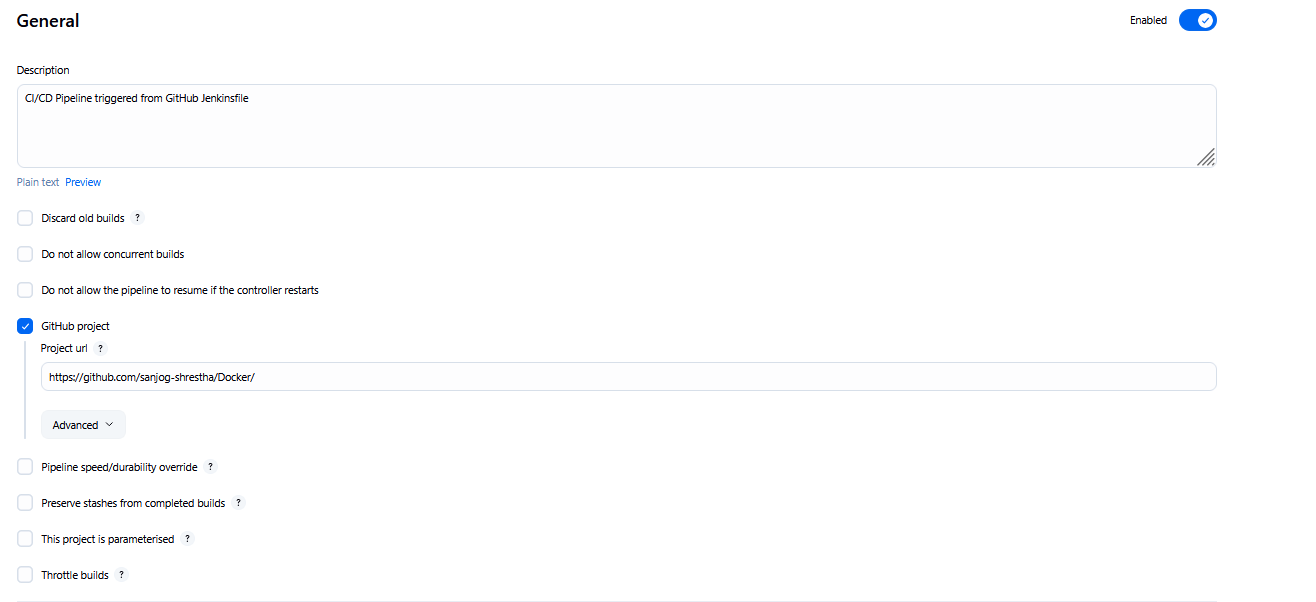 General
Enabled
Description
CI/CD Pipeline triggered from GitHub Jenkinsfile
Plain text Preview
Discard old builds ?
Do not allow concurrent builds
Do not allow the pipeline to resume if the controller restarts
GitHub project
Project url ?
https://github.com/sanjog-shrestha/Docker/
Advanced
Pipeline speed/durability override ?
Preserve stashes from completed builds ?
This project is parameterised ?
Throttle builds ?